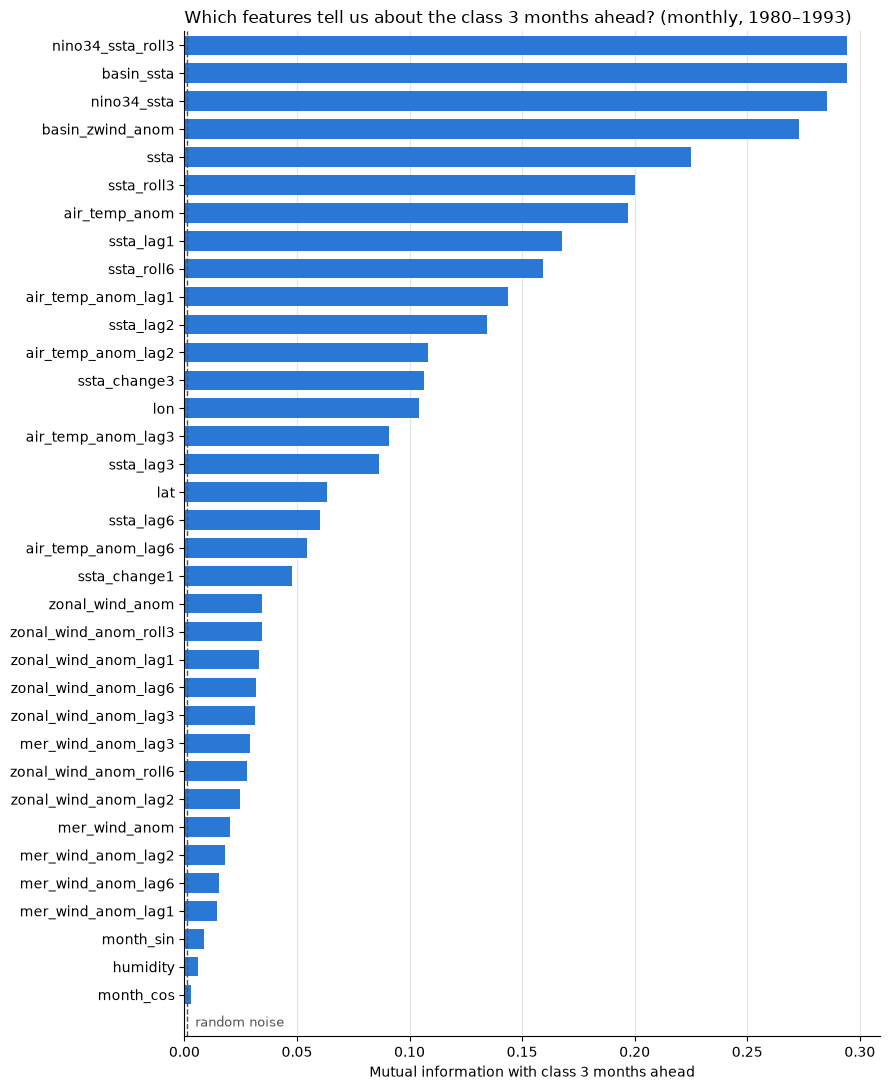 Which features tell us about the class 3 months ahead? (monthly, 1980–1993)
nino34_ssta_roll3
basin_ssta
nino34_ssta
basin_zwind_anom
ssta
ssta_roll3
air_temp_anom
ssta_lag1
ssta_roll6
air_temp_anom_lag1
ssta_lag2
air_temp_anom_lag2
ssta_change3
lon
air_temp_anom_lag3
ssta_lag3
lat
ssta_lag6
air_temp_anom_lag6
ssta_change1
zonal_wind_anom
zonal_wind_anom_roll3
zonal_wind_anom_lag1
zonal_wind_anom_lag6
zonal_wind_anom_lag3
mer_wind_anom_lag3
zonal_wind_anom_roll6
zonal_wind_anom_lag2
mer_wind_anom
mer_wind_anom_lag2
mer_wind_anom_lag6
mer_wind_anom_lag1
month_sin
humidity
month_cos
random noise
0.00 0.05 0.10 0.15 0.20 0.25 0.30
Mutual information with class 3 months ahead